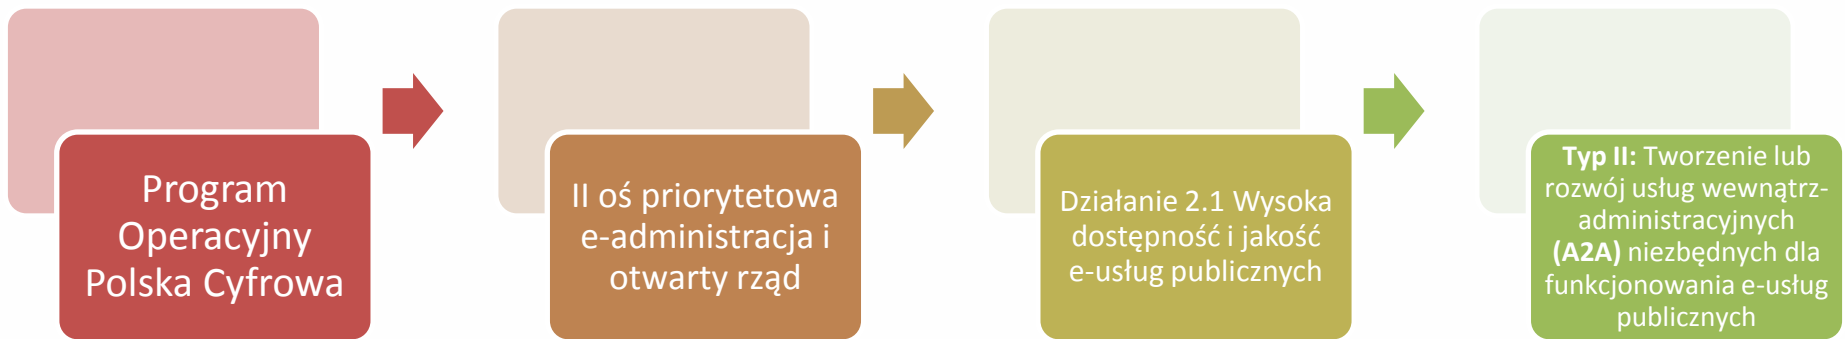 Program
Operacyjny
Polska Cyfrowa
II oś priorytetowa
e-administracja i
otwarty rząd
Działanie 2.1 Wysoka
dostępność i jakość
e-usług publicznych
Typ II: Tworzenie lub
rozwój usług wewnątrz-
administracyjnych
(A2A) niezbędnych dla
funkcjonowania e-usług
publicznych